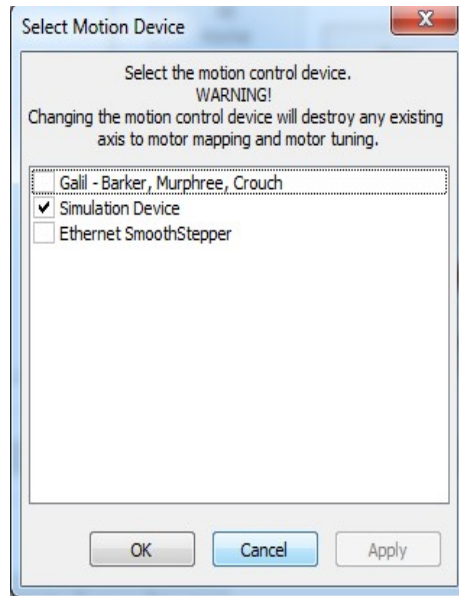 Select Motion Device
Select the motion control device.
WARNING!
Changing the motion control device will destroy any existing
axis to motor mapping and motor tuning.
Galil - Barker, Murphree, Crouch
Simulation Device
Ethernet SmoothStepper
OK Cancel Apply